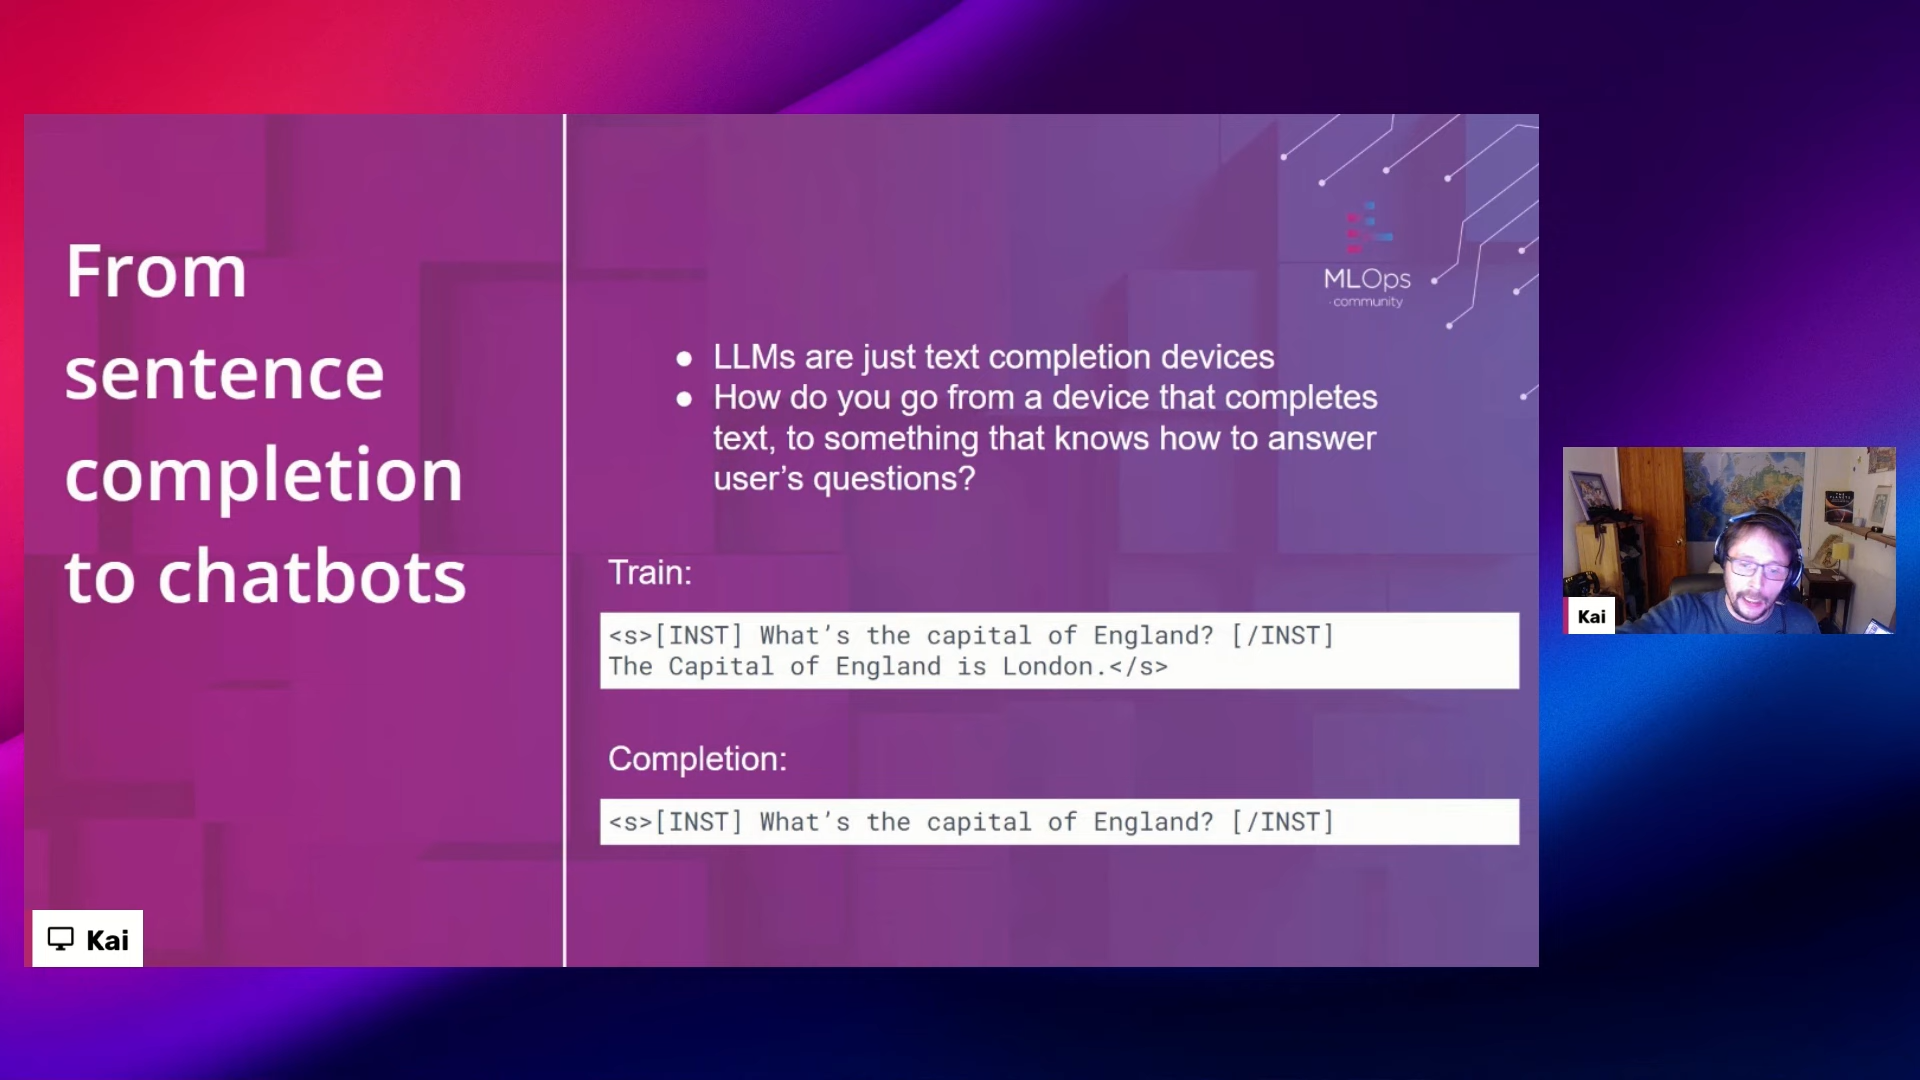 From
sentence
completion
to chatbots
MLOps
community
● LLMs are just text completion devices
● How do you go from a device that completes
text, to something that knows how to answer
user’s questions?
Train:
<s>[INST] What’s the capital of England? [/INST]
The Capital of England is London.</s>
Completion:
<s>[INST] What’s the capital of England? [/INST]
Kai
Kai